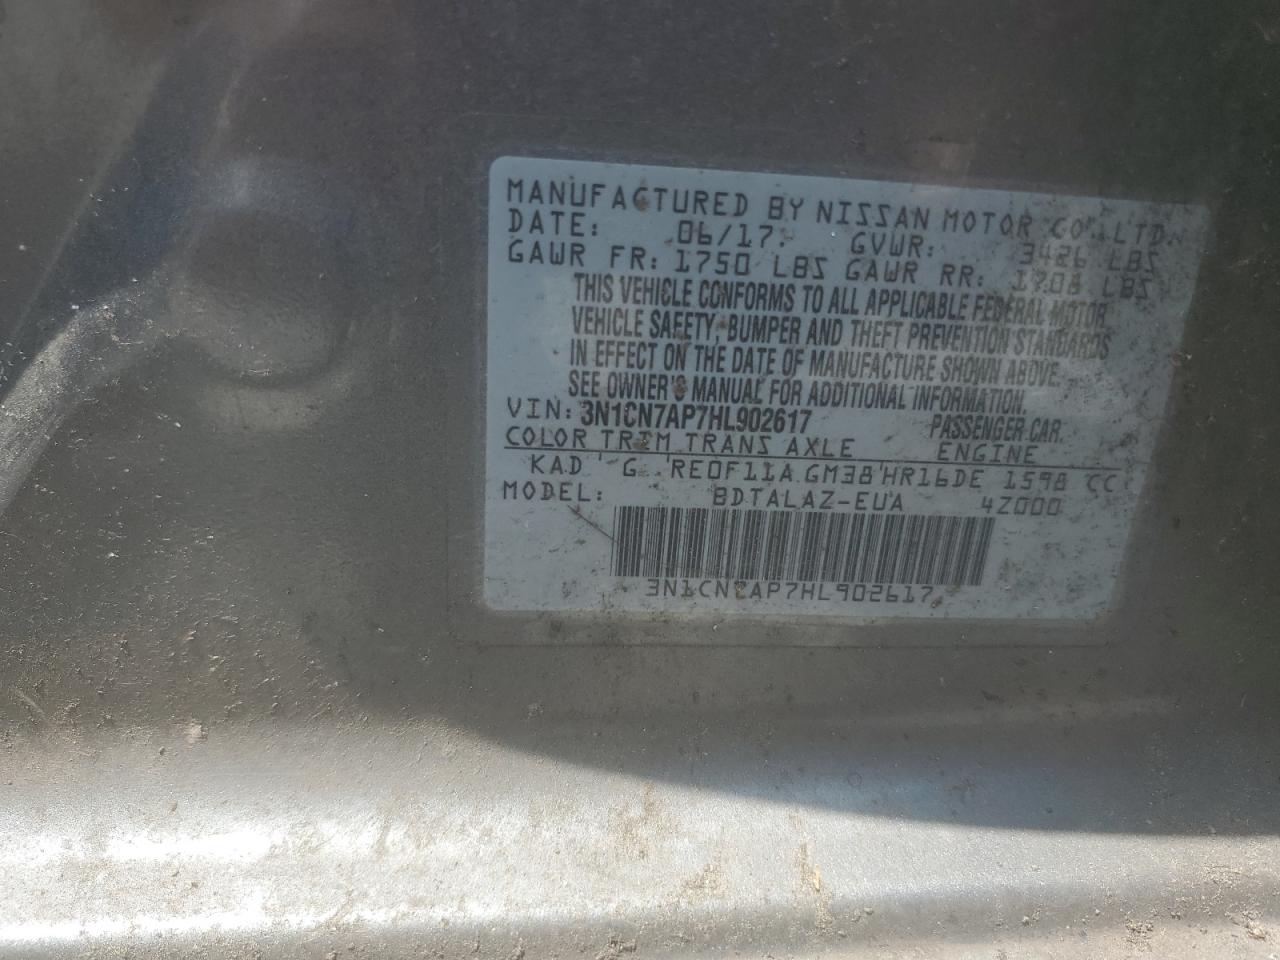 MANUFACTURED BY NISSAN MOTOR CO., LTD.
DATE: 06/17. GVWR: 3426 LBS
GAWR FR: 1750 LBS GAWR RR: 1708 LBS
THIS VEHICLE CONFORMS TO ALL APPLICABLE FEDERAL MOTOR
VEHICLE SAFETY, BUMPER AND THEFT PREVENTION STANDARDS
IN EFFECT ON THE DATE OF MANUFACTURE SHOWN ABOVE.
SEE OWNER'S MANUAL FOR ADDITIONAL INFORMATION.
VIN: 3N1CN7AP7HL902617 PASSENGER CAR
COLOR TRIM TRANS AXLE ENGINE
KAD G RE0F11A GM38 HR16DE 1598 CC
MODEL: BDTALAZ-EUA 4Z000
3N1CN7AP7HL902617